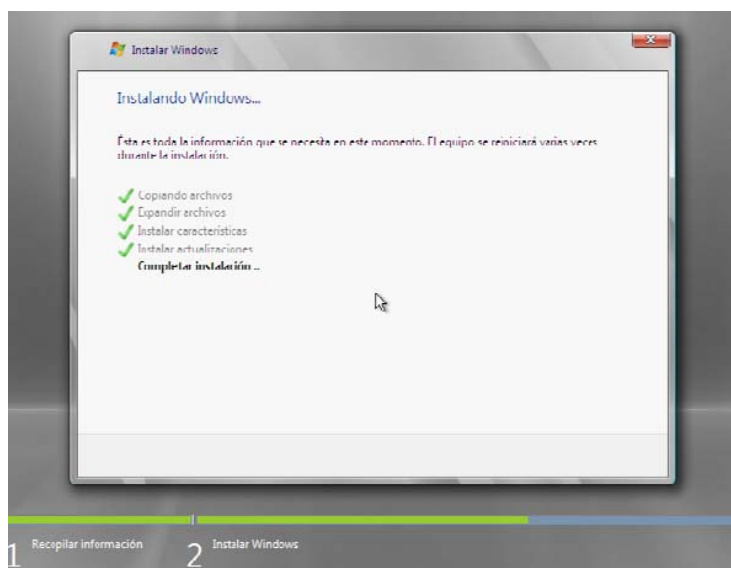 Instalar Windows
Instalando Windows...
Ésta es toda la información que se necesita en este momento. El equipo se reiniciará varias veces
durante la instalación.
Copiando archivos
Expandir archivos
Instalar características
Instalar actualizaciones
Completar instalación ..
1 Recopilar información
2 Instalar Windows